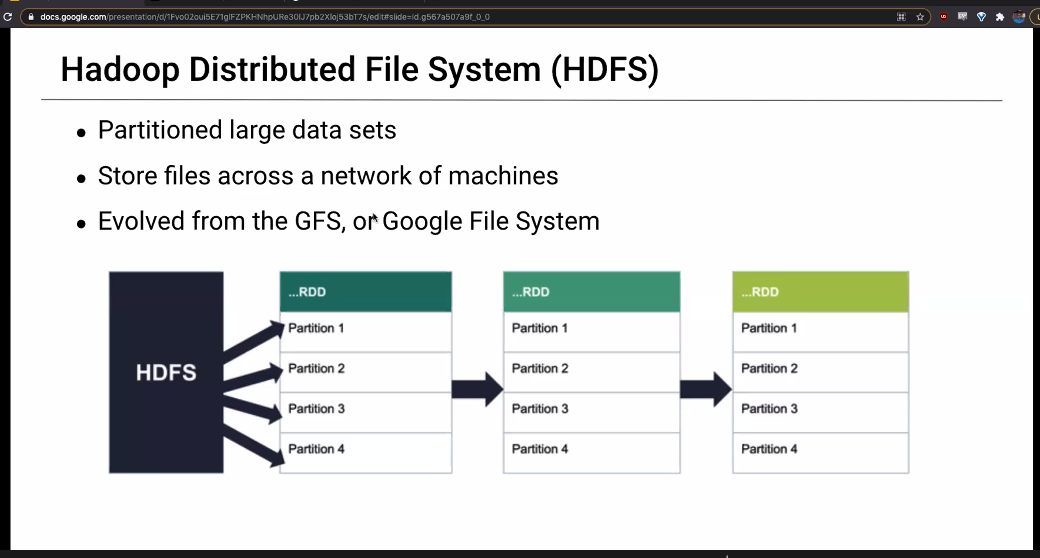 docs.google.com/presentation/d/1Fvo02oui5E71glFZPKHNhpURe30IJ7pb2Xloj53bT7s/edit#slide=id.g567a507a9f_0_0
Hadoop Distributed File System (HDFS)
● Partitioned large data sets
● Store files across a network of machines
● Evolved from the GFS, or Google File System
HDFS
...RDD
Partition 1
Partition 2
Partition 3
Partition 4
...RDD
Partition 1
Partition 2
Partition 3
Partition 4
...RDD
Partition 1
Partition 2
Partition 3
Partition 4